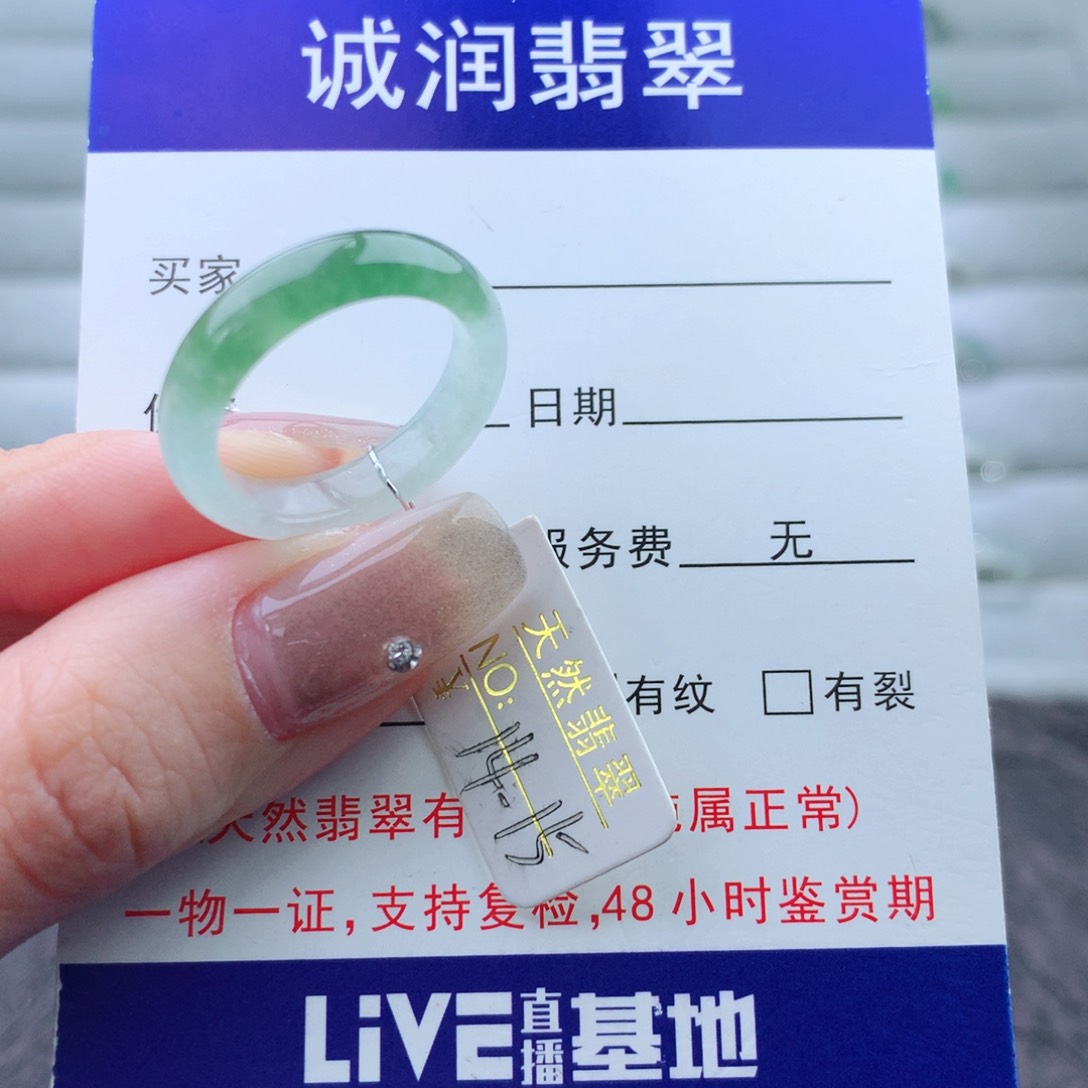 诚润翡翠
买家
日期
服务费 无
有纹 □有裂
天然翡翠有 属正常)
一物一证,支持复检,48小时鉴赏期
天然翡翠
NO: 14.15
LiVE直播基地